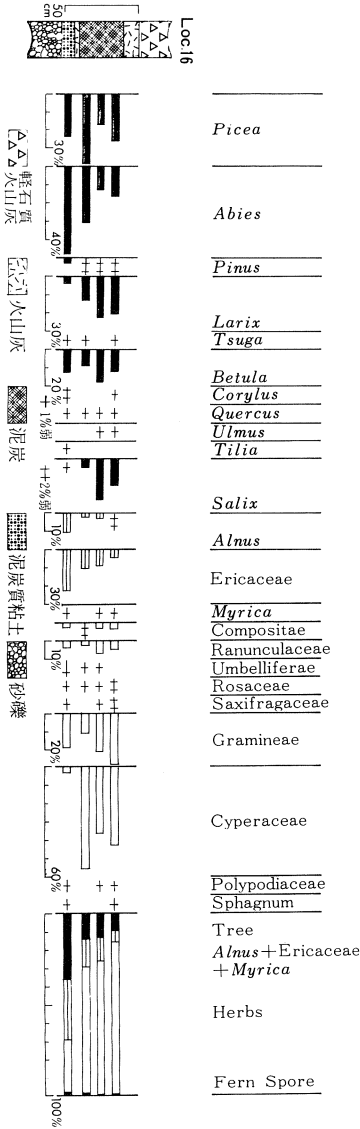 Loc.16
50
cm
Picea
30%
Abies
40%
Pinus
Larix
30%
Tsuga
Betula
20%
Corylus
Quercus
Ulmus
Tilia
Salix
Alnus
10%
Ericaceae
30%
Myrica
Compositae
Ranunculaceae
10%
Umbelliferae
Rosaceae
Saxifragaceae
Gramineae
20%
Cyperaceae
60%
Polypodiaceae
Sphagnum
Tree
Alnus+Ericaceae
+Myrica
Herbs
Fern Spore
100%
軽石質
火山灰
火山灰
泥炭
泥炭質粘土
砂礫
+ 1%弱
++2%弱